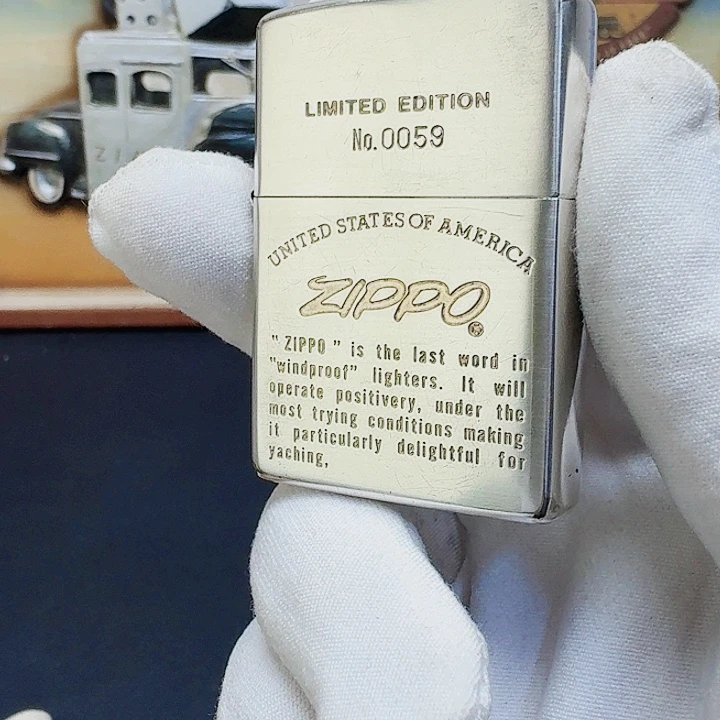 LIMITED EDITION
No.0059
UNITED STATES OF AMERICA
ZIPPO
®
" ZIPPO " is the last word in
"windproof" lighters. It will
operate positivery, under the
most trying conditions making
it particularly delightful for
yaching,